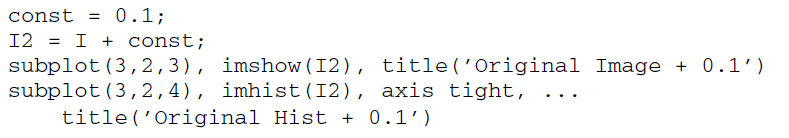 const = 0.1;
I2 = I + const;
subplot(3,2,3), imshow(I2), title(’Original Image + 0.1’)
subplot(3,2,4), imhist(I2), axis tight, ...
    title(’Original Hist + 0.1’)